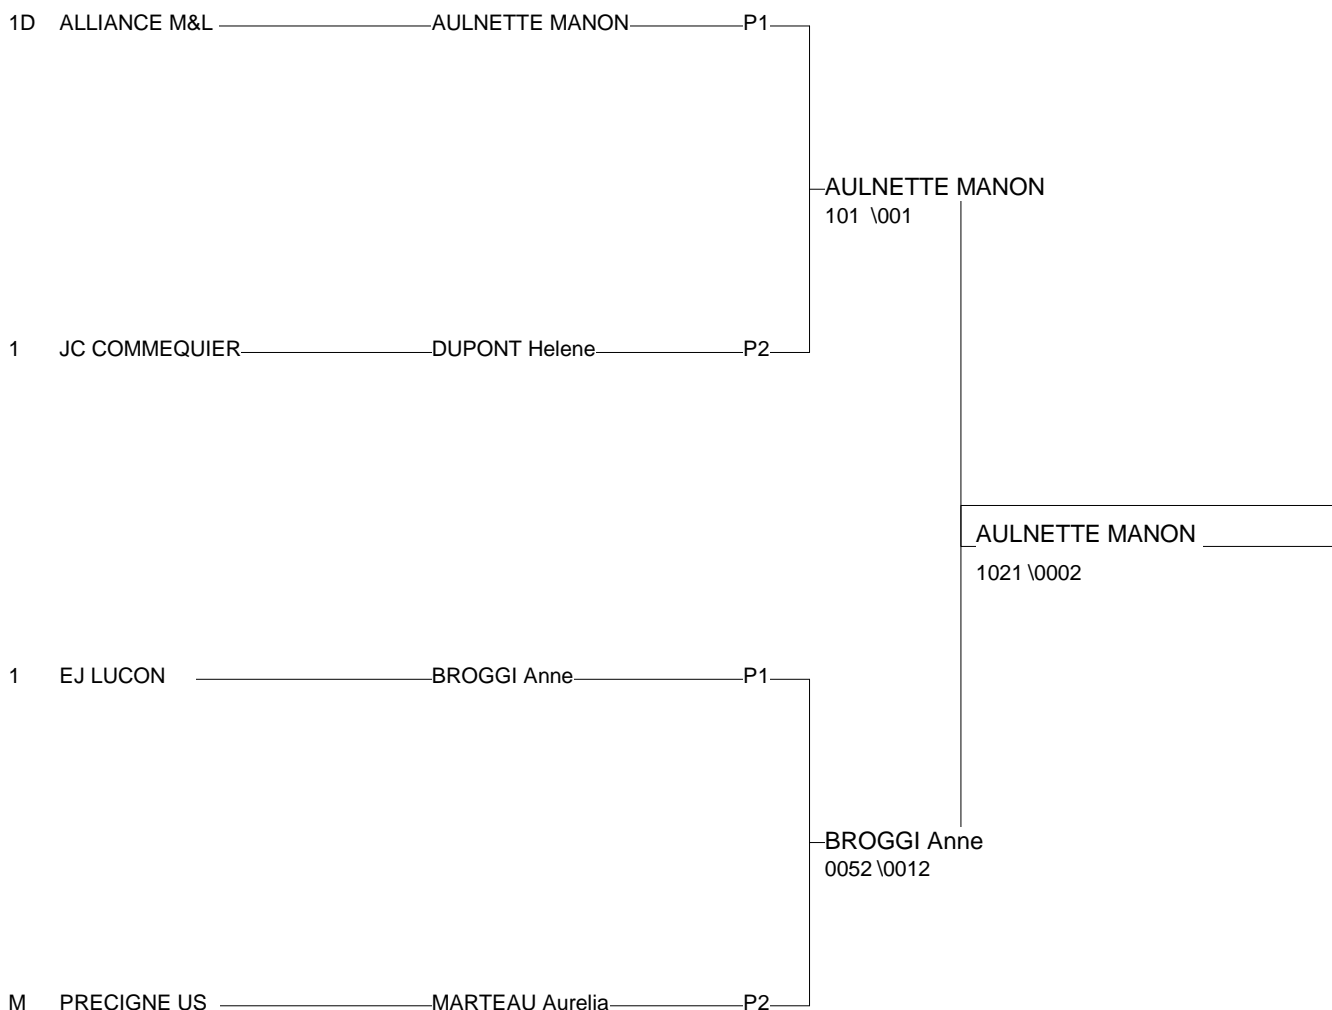 1D ALLIANCE M&L AULNETTE MANON P1
AULNETTE MANON
101 \001
1 JC COMMEQUIER DUPONT Helene P2
AULNETTE MANON
1021 \0002
1 EJ LUCON BROGGI Anne P1
BROGGI Anne
0052 \0012
M PRECIGNE US MARTEAU Aurelia P2